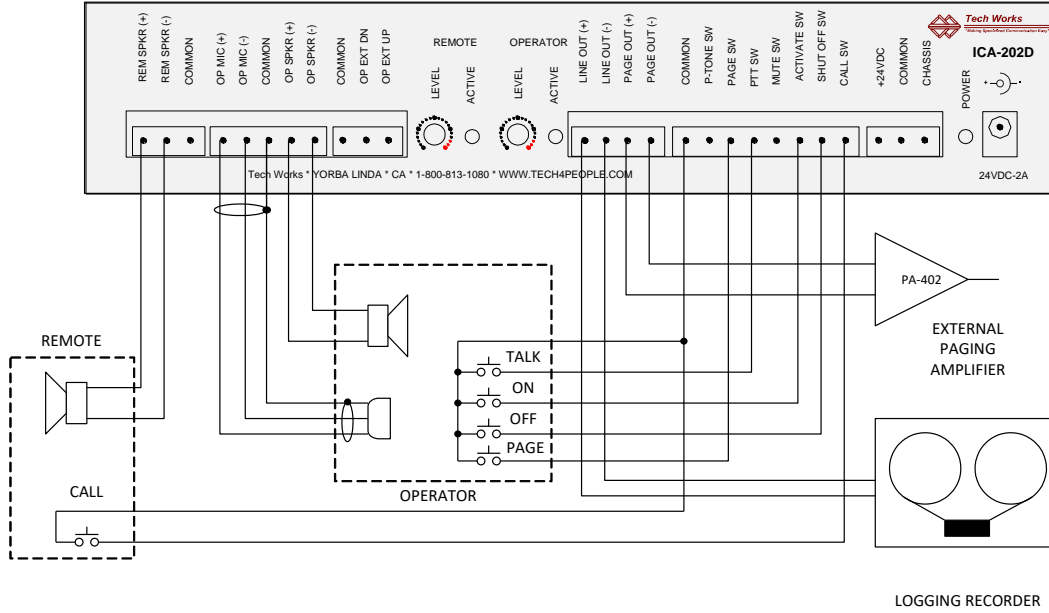 REM SPKR (+)
REM SPKR (-)
COMMON
OP MIC (+)
OP MIC (-)
COMMON
OP SPKR (+)
OP SPKR (-)
COMMON
OP EXT DN
OP EXT UP
REMOTE
LEVEL
ACTIVE
OPERATOR
LEVEL
ACTIVE
LINE OUT (+)
LINE OUT (-)
PAGE OUT (+)
PAGE OUT (-)
COMMON
P-TONE SW
PAGE SW
PTT SW
MUTE SW
ACTIVATE SW
SHUT OFF SW
CALL SW
+24VDC
COMMON
CHASSIS
POWER
Tech Works
"Making Specialized Communication Easy"
ICA-202D
24VDC-2A
Tech Works * YORBA LINDA * CA * 1-800-813-1080 * WWW.TECH4PEOPLE.COM
PA-402
EXTERNAL
PAGING
AMPLIFIER
REMOTE
TALK
ON
OFF
PAGE
OPERATOR
CALL
LOGGING RECORDER